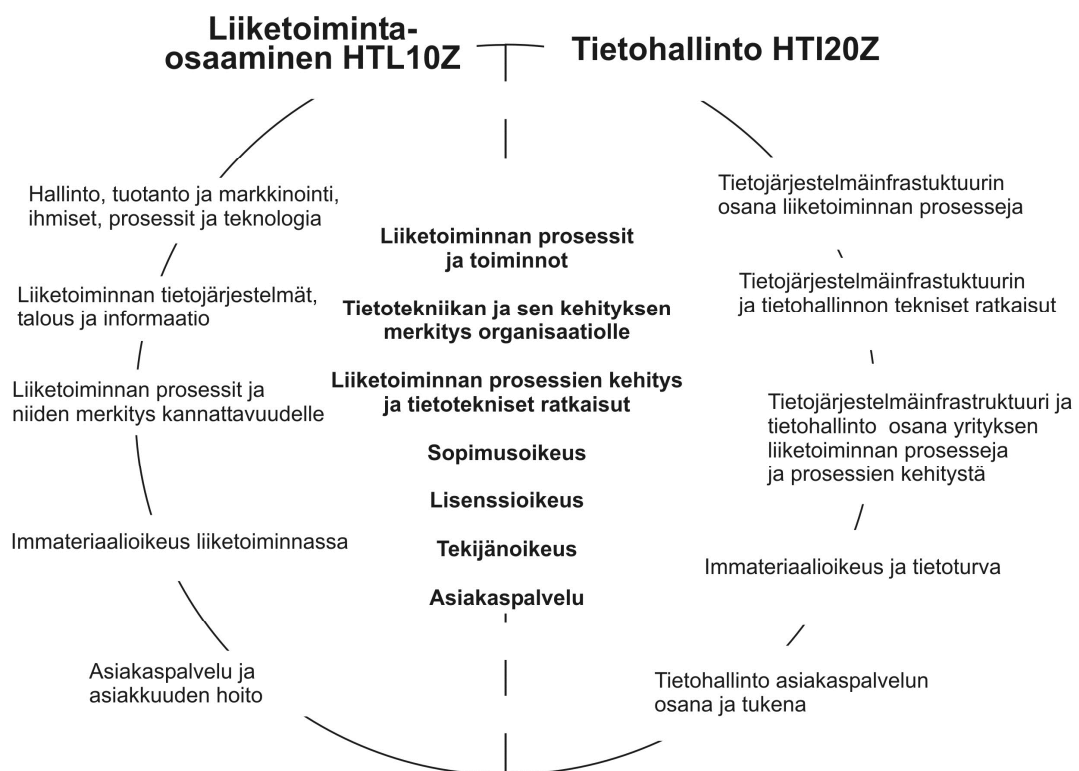 Liiketoiminta-
osaaminen HTL10Z
Tietohallinto HTI20Z
Hallinto, tuotanto ja markkinointi,
ihmiset, prosessit ja teknologia
Liiketoiminnan tietojärjestelmät,
talous ja informaatio
Liiketoiminnan prosessit ja
niiden merkitys kannattavuudelle
Immateriaalioikeus liiketoiminnassa
Asiakaspalvelu ja
asiakkuuden hoito
Liiketoiminnan prosessit
ja toiminnot
Tietotekniikan ja sen kehityksen
merkitys organisaatiolle
Liiketoiminnan prosessien kehitys
ja tietotekniset ratkaisut
Sopimusoikeus
Lisenssioikeus
Tekijänoikeus
Asiakaspalvelu
Tietojärjestelmäinfrastuktuurin
osana liiketoiminnan prosesseja
Tietojärjestelmäinfrastuktuurin
ja tietohallinnon tekniset ratkaisut
Tietojärjestelmäinfrastruktuuri ja
tietohallinto osana yrityksen
liiketoiminnan prosesseja
ja prosessien kehitystä
Immateriaalioikeus ja tietoturva
Tietohallinto asiakaspalvelun
osana ja tukena